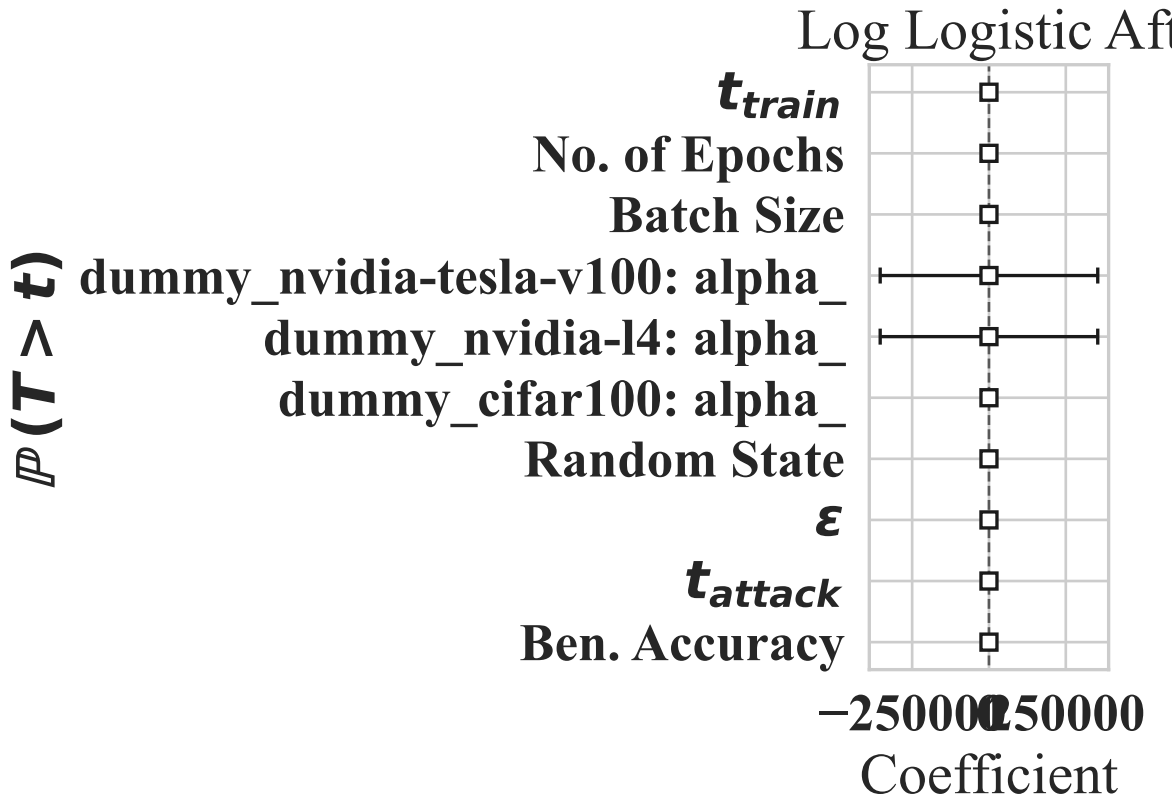 Log Logistic Aft
t_train
No. of Epochs
Batch Size
dummy_nvidia-tesla-v100: alpha_
dummy_nvidia-l4: alpha_
dummy_cifar100: alpha_
Random State
ε
t_attack
Ben. Accuracy
ℙ(T > t)
−250000 0 250000
Coefficient